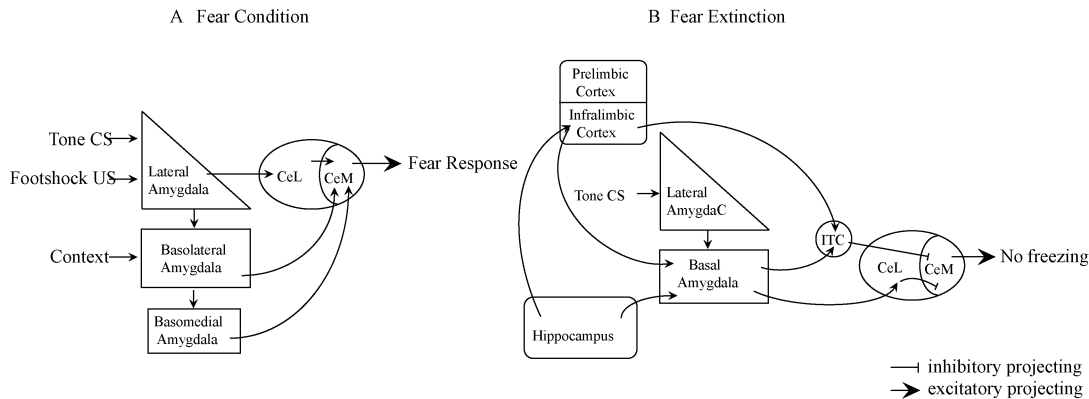 A Fear Condition
Tone CS
Footshock US
Context
Lateral
Amygdala
Basolateral
Amygdala
Basomedial
Amygdala
CeL
CeM
Fear Response
B Fear Extinction
Prelimbic
Cortex
Infralimbic
Cortex
Tone CS
Lateral
AmygdaC
Basal
Amygdala
Hippocampus
ITC
CeL
CeM
No freezing
inhibitory projecting
excitatory projecting